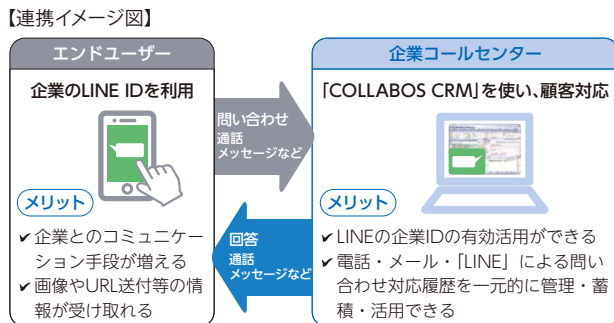 【連携イメージ図】
エンドユーザー
企業のLINE IDを利用
メリット
✔企業とのコミュニケー
ション手段が増える
✔画像やURL送付等の情
報が受け取れる
問い合わせ
通話
メッセージなど
回答
通話
メッセージなど
企業コールセンター
「COLLABOS CRM」を使い、顧客対応
メリット
✔LINEの企業IDの有効活用ができる
✔電話・メール・「LINE」による問い
合わせ対応履歴を一元的に管理・蓄
積・活用できる